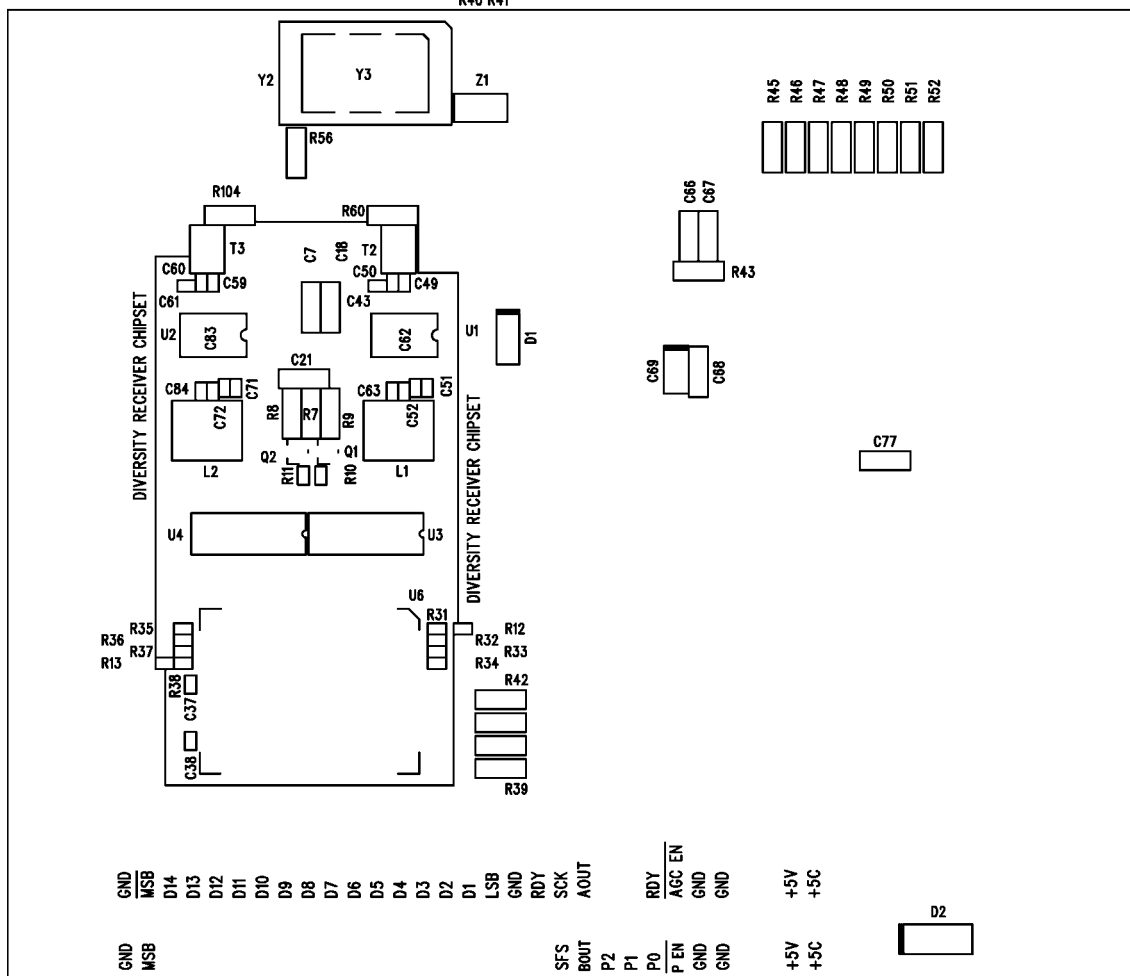 R40 R41
Y2
Y3
Z1
R45
R46
R47
R48
R49
R50
R51
R52
R56
R104
R60
C66
C67
T3
C7
C18
T2
C60
C59
C50
C49
R43
C61
C43
U2
C83
C62
U1
D1
DIVERSITY RECEIVER CHIPSET
C21
C69
C68
C84
C71
C63
C51
C72
C52
R8
R7
R9
C77
Q2
Q1
L2
L1
R11
R10
DIVERSITY RECEIVER CHIPSET
U4
U3
U6
R31
R35
R12
R36
R32
R37
R33
R13
R34
R38
R42
C37
C38
R39
GND
MSB
D14
D13
D12
D11
D10
D9
D8
D7
D6
D5
D4
D3
D2
D1
LSB
GND
RDY
SCK
AOUT
RDY
AGC EN
GND
GND
+5V
+5C
D2
GND
MSB
SFS
BOUT
P2
P1
P0
P EN
GND
GND
+5V
+5C